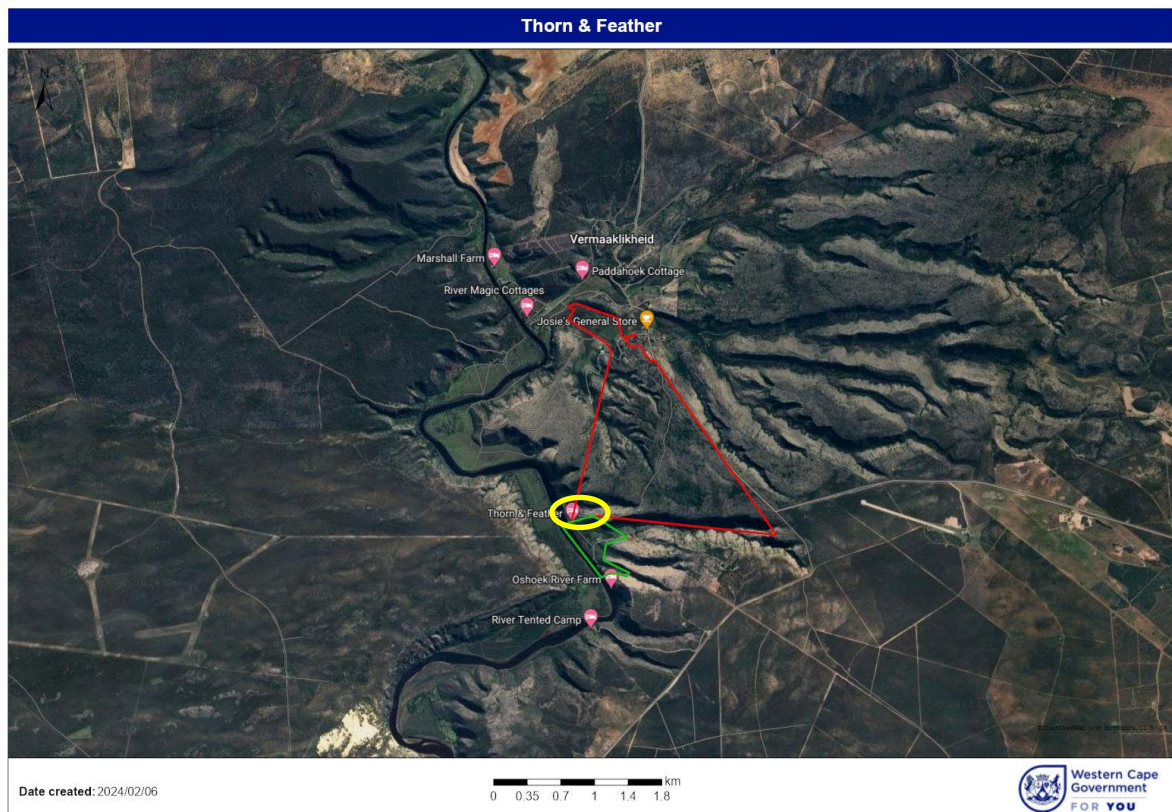 Thorn & Feather
N
Vermaaklikheid
Marshall Farm
Paddahoek Cottage
River Magic Cottages
Josie's General Store
Thorn & Feather
Oshoek River Farm
River Tented Camp
Date created: 2024/02/06
km
0 0.35 0.7 1 1.4 1.8
Western Cape
Government
FOR YOU